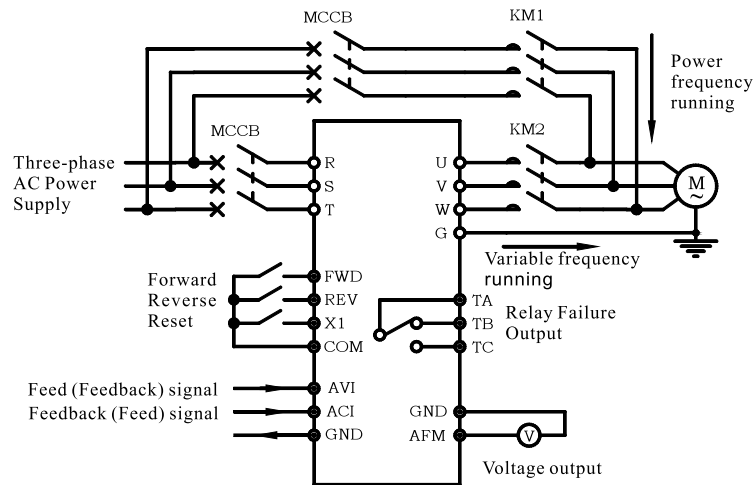 MCCB
KM1
Power
frequency
running
MCCB
KM2
Three-phase
AC Power
Supply
R
S
T
U
V
W
G
M
~
Variable frequency
running
Forward
Reverse
Reset
FWD
REV
X1
COM
TA
TB
TC
Relay Failure
Output
Feed (Feedback) signal
Feedback (Feed) signal
AVI
ACI
GND
GND
AFM
V
Voltage output